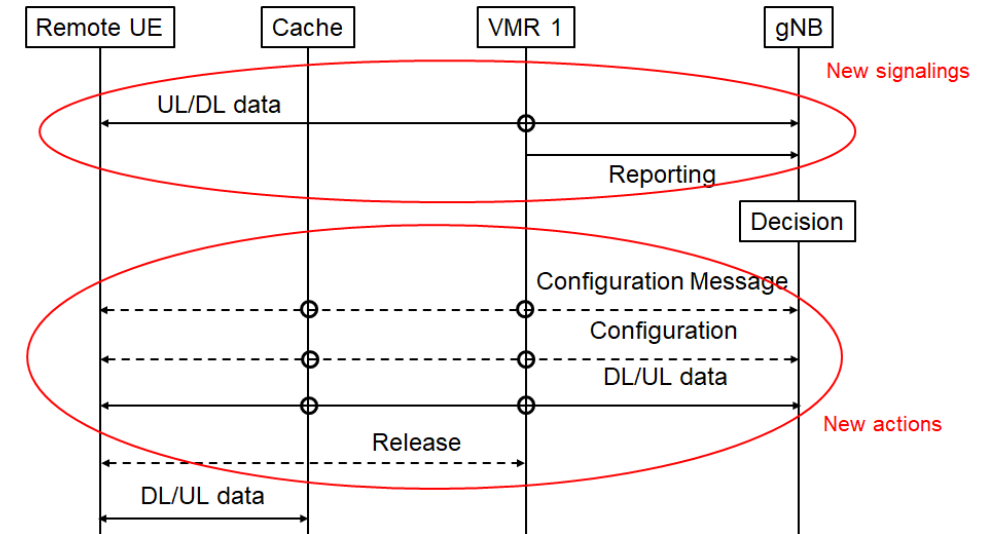 Remote UE
Cache
VMR 1
gNB
New signalings
UL/DL data
Reporting
Decision
Configuration Message
Configuration
DL/UL data
New actions
Release
DL/UL data